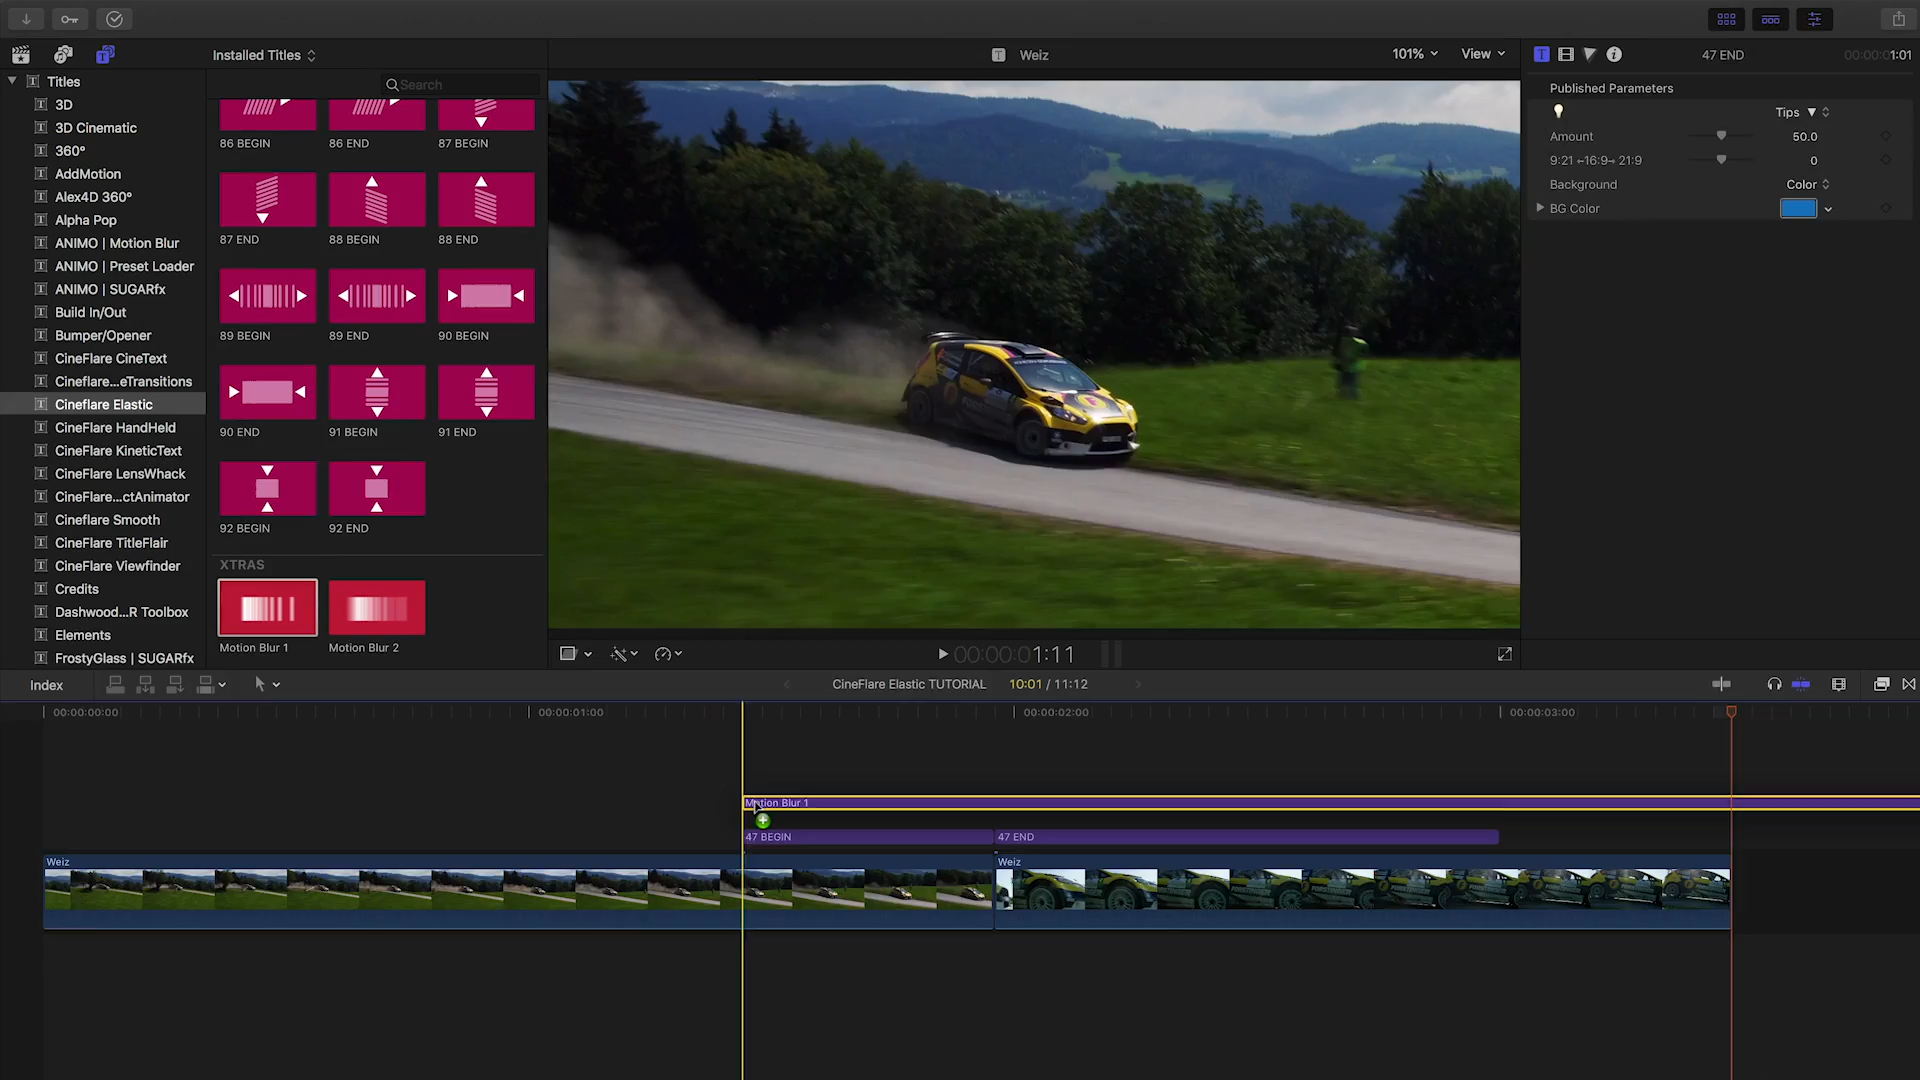 Installed Titles
Weiz
101%
View
47 END
00:00:01:01
Titles
3D
3D Cinematic
360°
AddMotion
Alex4D 360°
Alpha Pop
ANIMO | Motion Blur
ANIMO | Preset Loader
ANIMO | SUGARfx
Build In/Out
Bumper/Opener
CineFlare CineText
Cineflare...eTransitions
Cineflare Elastic
CineFlare HandHeld
CineFlare KineticText
CineFlare LensWhack
CineFlare...ctAnimator
Cineflare Smooth
CineFlare TitleFlair
CineFlare Viewfinder
Credits
Dashwood...R Toolbox
Elements
FrostyGlass | SUGARfx
Search
86 BEGIN
86 END
87 BEGIN
87 END
88 BEGIN
88 END
89 BEGIN
89 END
90 BEGIN
90 END
91 BEGIN
91 END
92 BEGIN
92 END
XTRAS
Motion Blur 1
Motion Blur 2
Published Parameters
Tips ▼
Amount
50.0
9:21 ←16:9→ 21:9
0
Background
Color
BG Color
00:00:01:11
Index
CineFlare Elastic TUTORIAL
10:01 / 11:12
00:00:00:00
00:00:01:00
00:00:02:00
00:00:03:00
Motion Blur 1
47 BEGIN
47 END
Weiz
Weiz